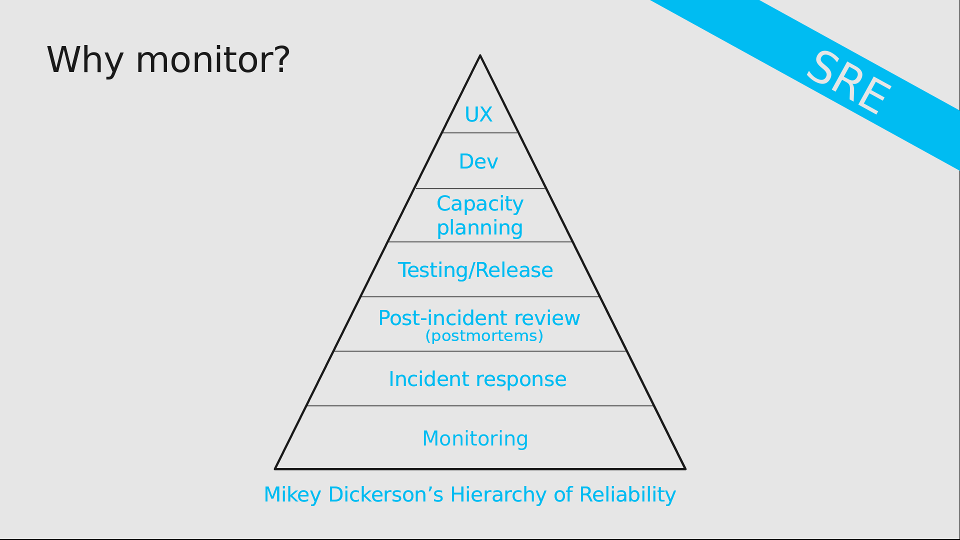 Why monitor?
SRE
UX
Dev
Capacity
planning
Testing/Release
Post-incident review
(postmortems)
Incident response
Monitoring
Mikey Dickerson’s Hierarchy of Reliability